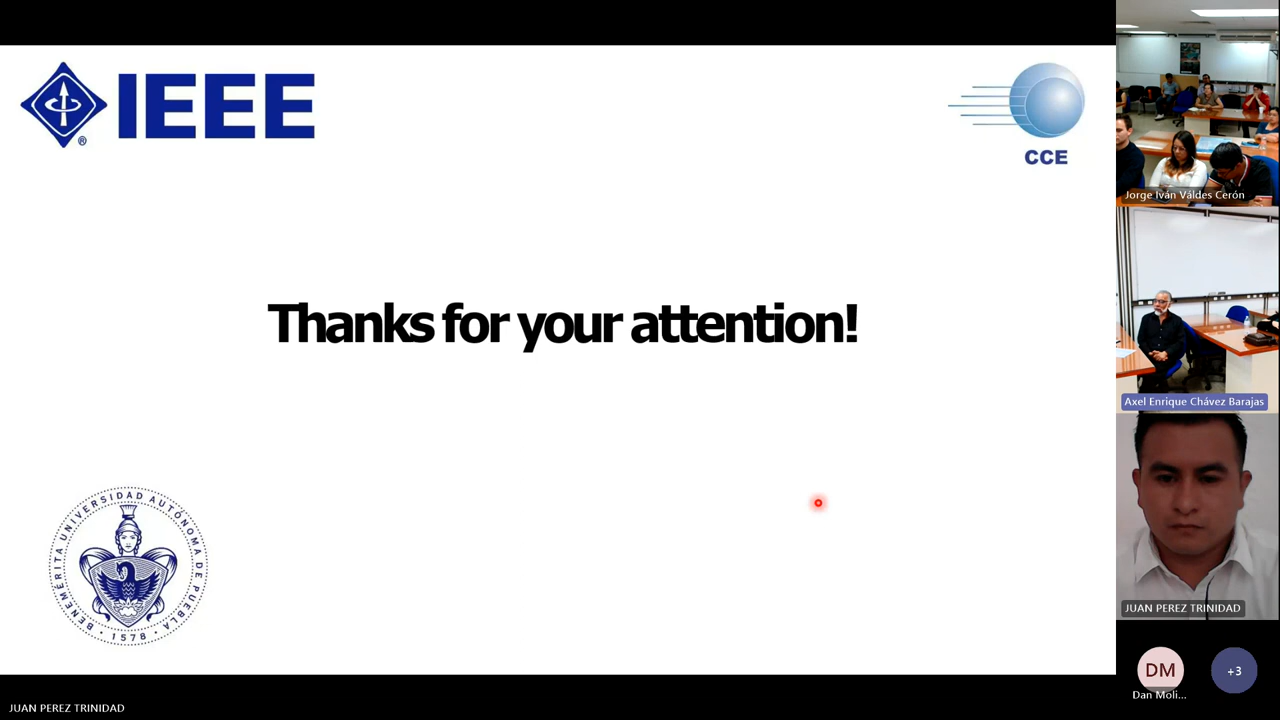 IEEE
®
CCE
Thanks for your attention!
BENEMÉRITA UNIVERSIDAD AUTÓNOMA DE PUEBLA
· 1578 ·
Jorge Iván Váldes Cerón
Axel Enrique Chávez Barajas
JUAN PEREZ TRINIDAD
DM
Dan Moli...
+3
JUAN PEREZ TRINIDAD